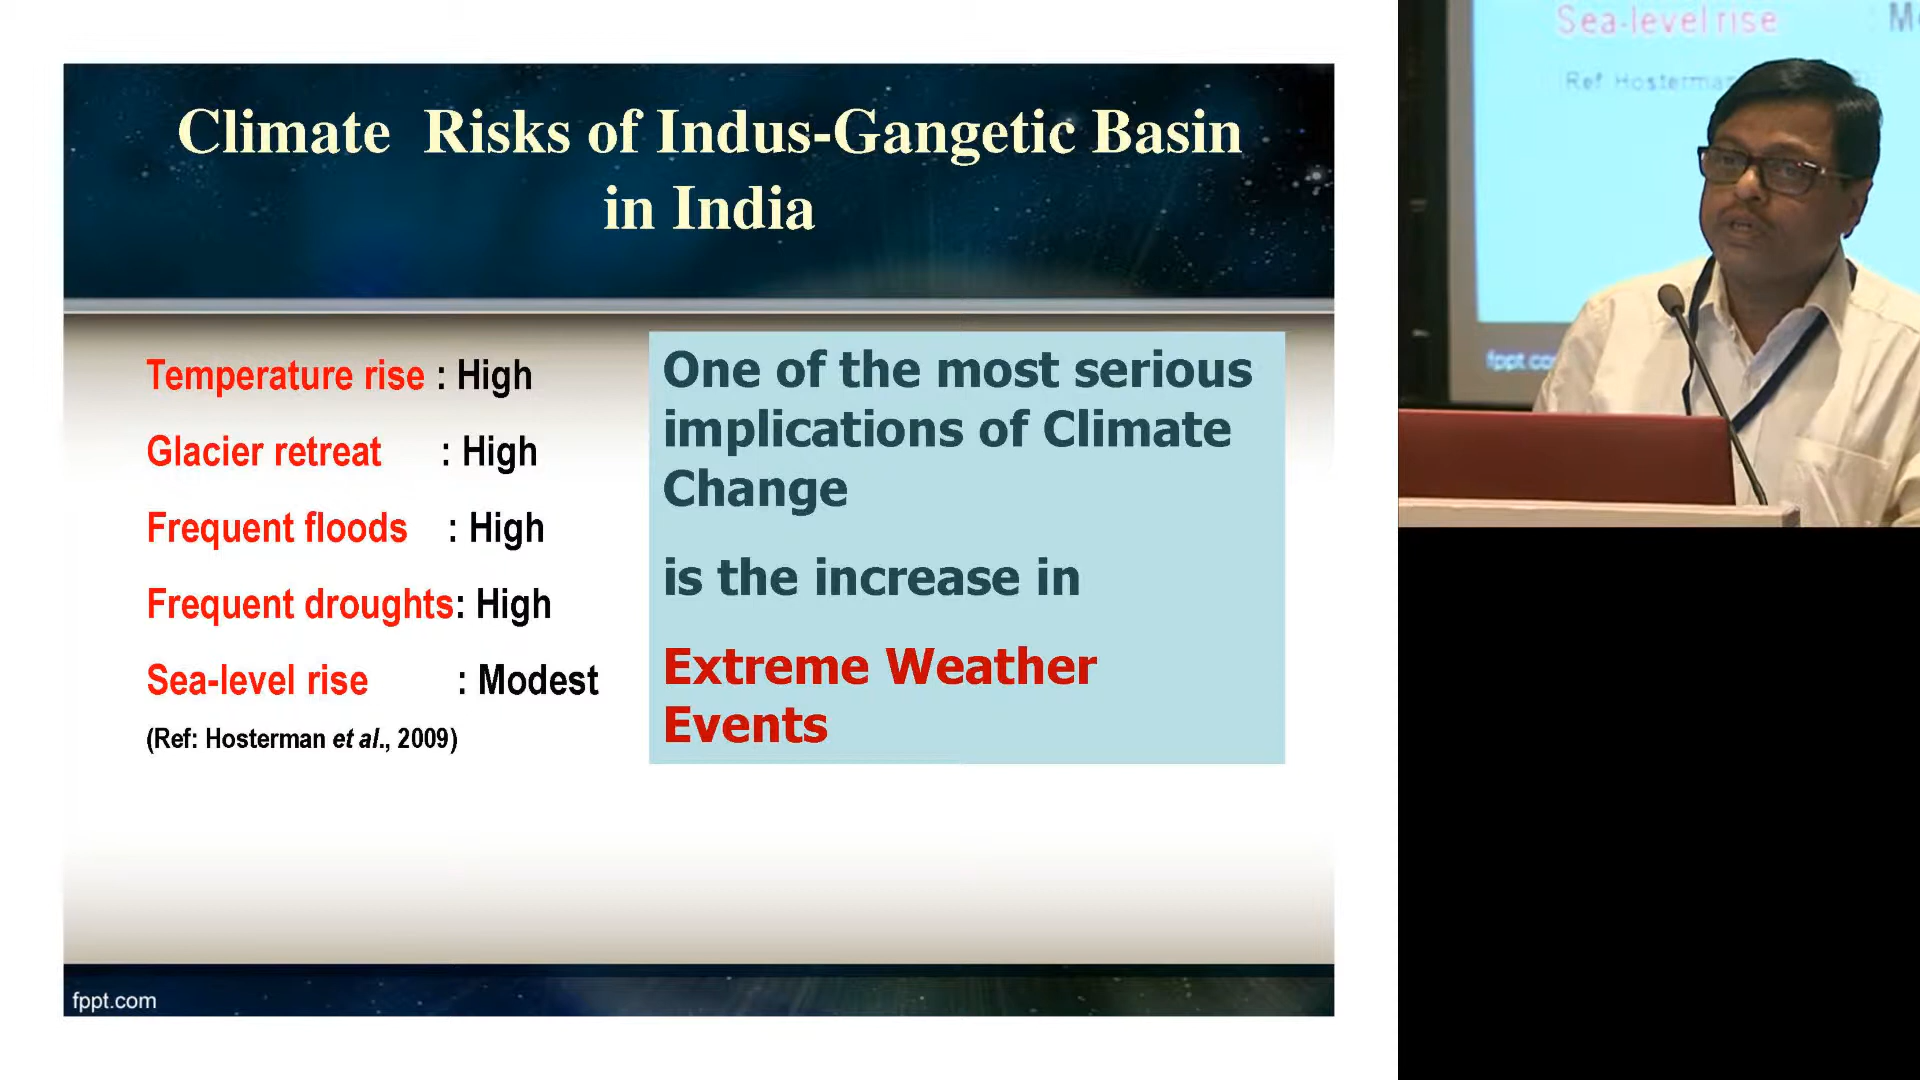 Climate Risks of Indus-Gangetic Basin
in India
Temperature rise : High
Glacier retreat : High
Frequent floods : High
Frequent droughts: High
Sea-level rise : Modest
(Ref: Hosterman et al., 2009)
One of the most serious
implications of Climate
Change
is the increase in
Extreme Weather
Events
fppt.com
Sea-level rise :
Ref Hosterman